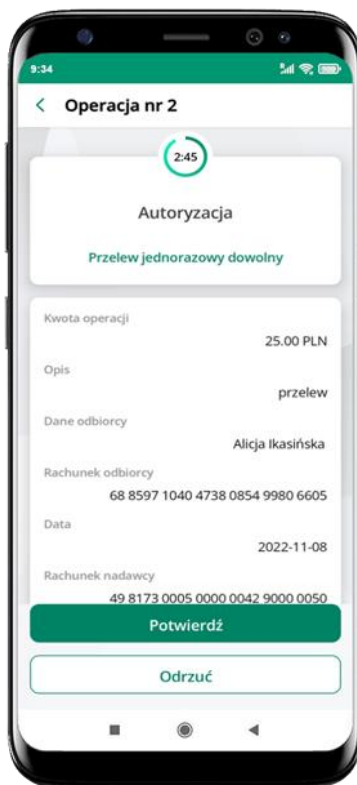 9:34
Operacja nr 2
2:45
Autoryzacja
Przelew jednorazowy dowolny
Kwota operacji
25.00 PLN
Opis
przelew
Dane odbiorcy
Alicja Ikasińska
Rachunek odbiorcy
68 8597 1040 4738 0854 9980 6605
Data
2022-11-08
Rachunek nadawcy
49 8173 0005 0000 0042 9000 0050
Potwierdź
Odrzuć